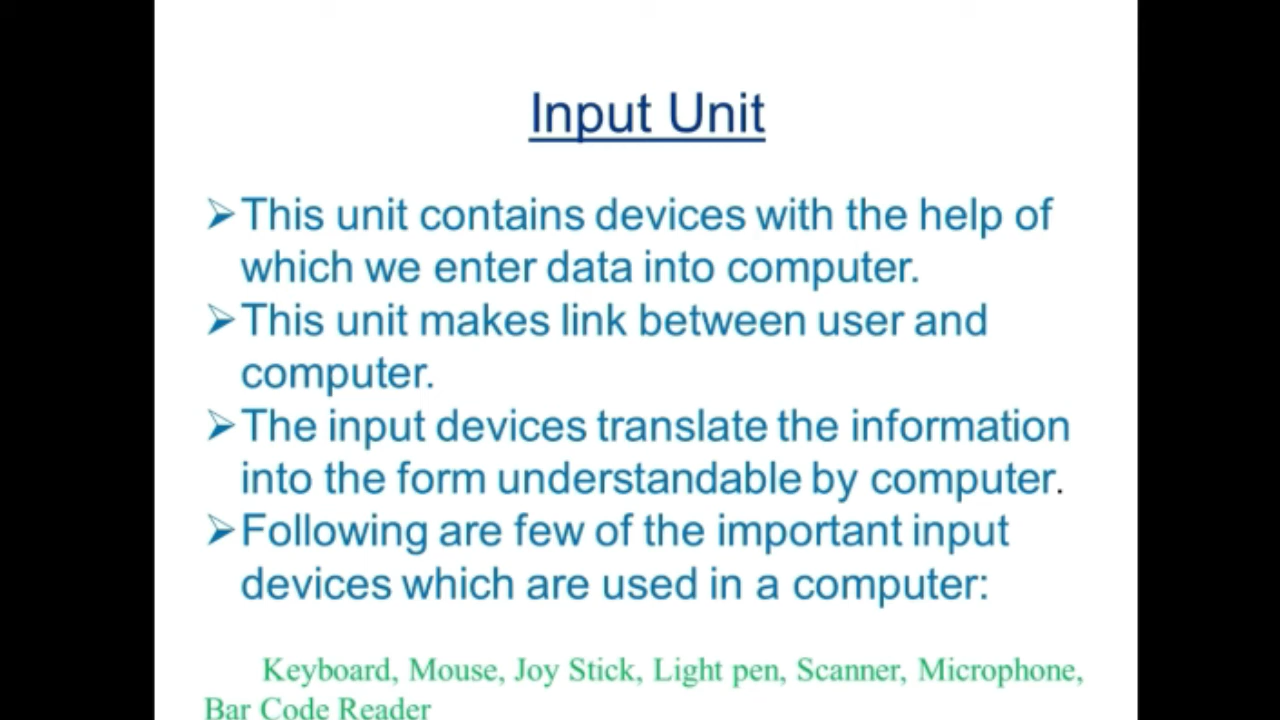 Input Unit
➢This unit contains devices with the help of
which we enter data into computer.
➢This unit makes link between user and
computer.
➢The input devices translate the information
into the form understandable by computer.
➢Following are few of the important input
devices which are used in a computer:
Keyboard, Mouse, Joy Stick, Light pen, Scanner, Microphone,
Bar Code Reader